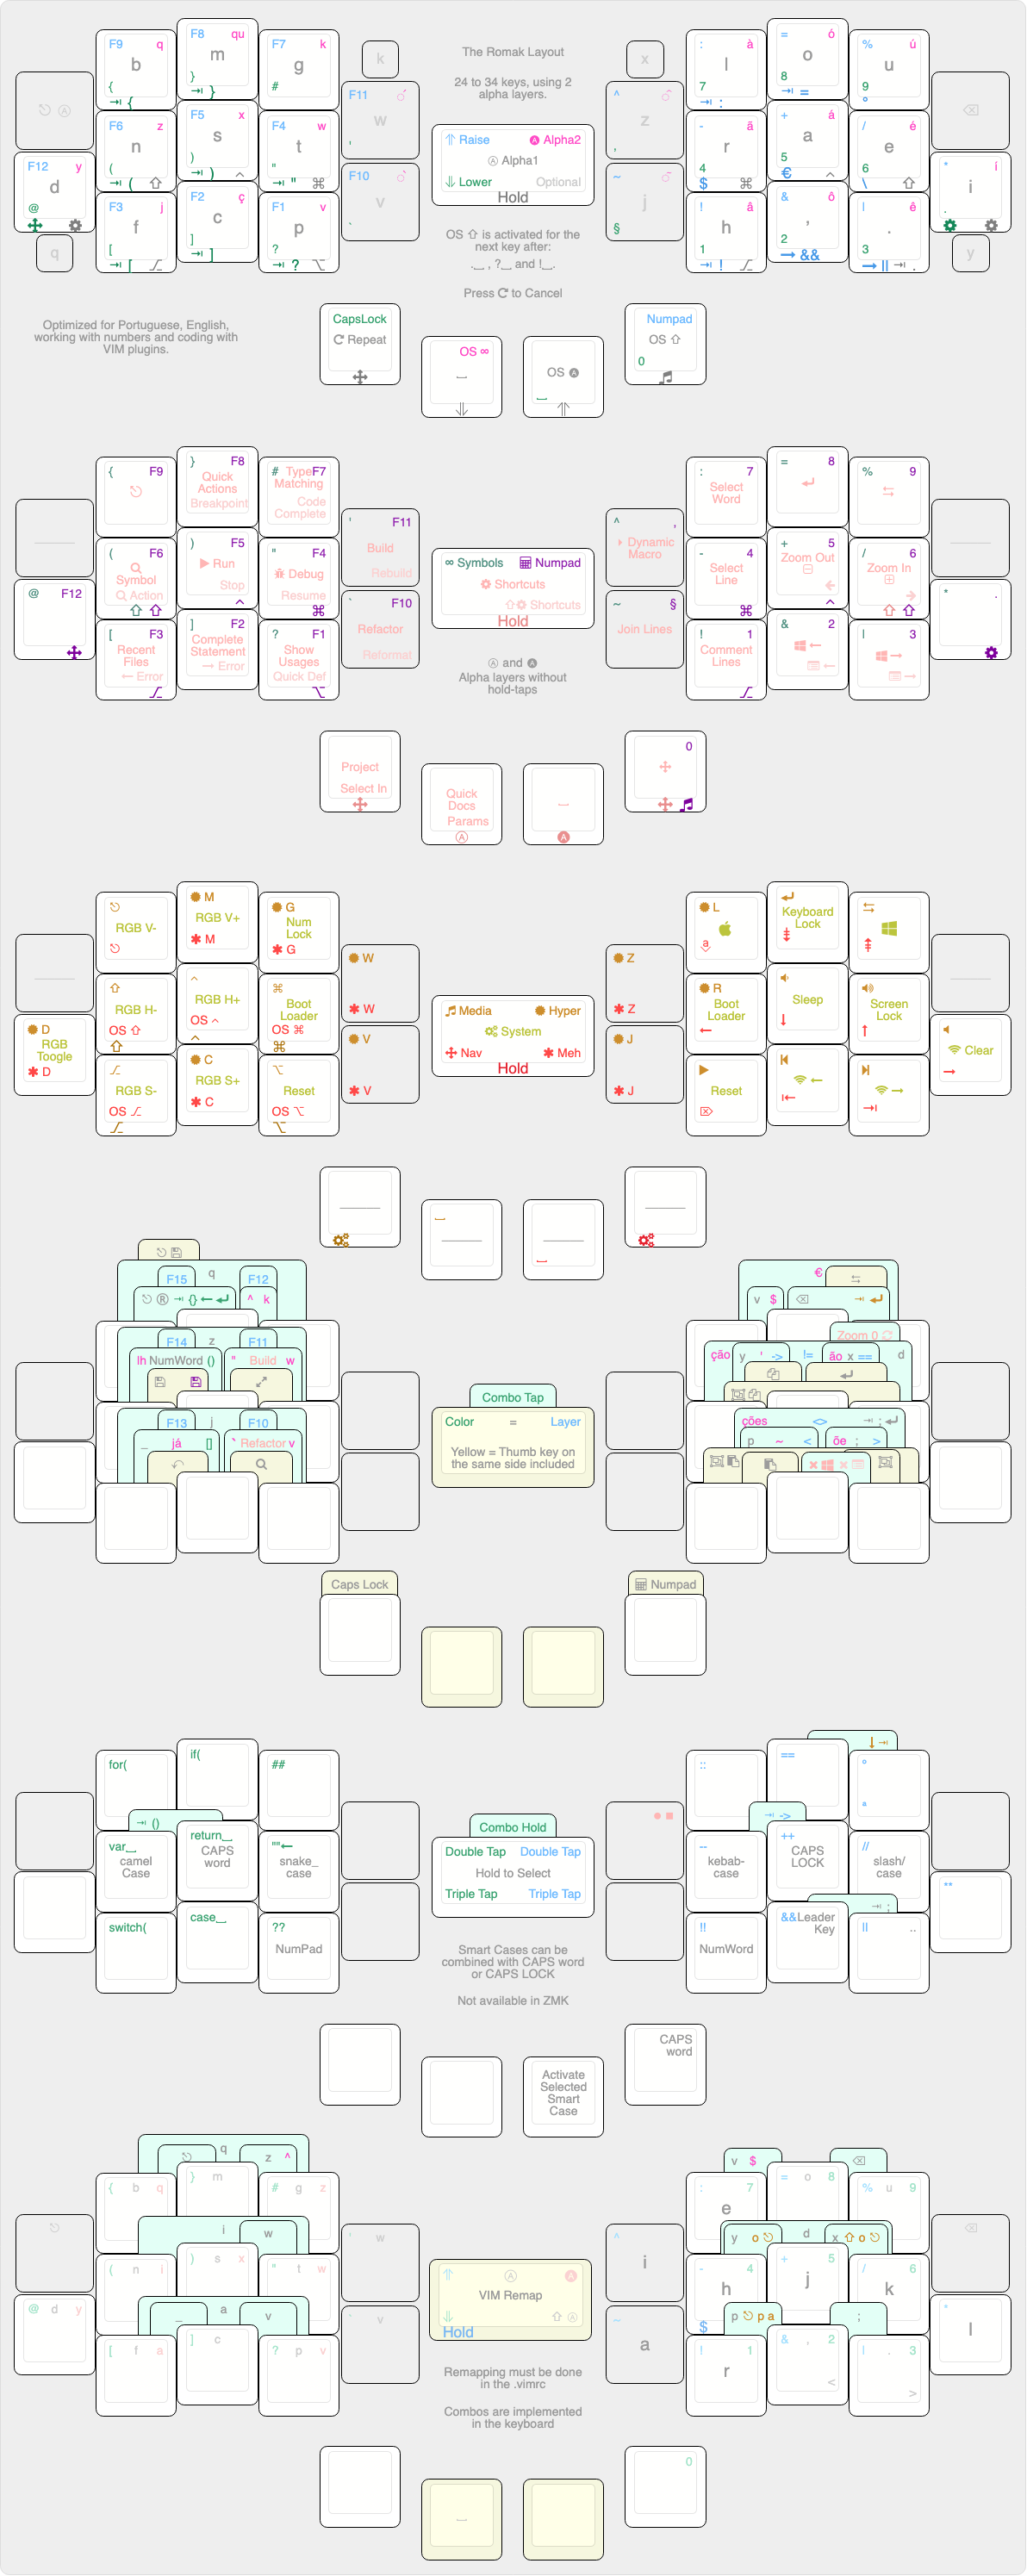 The Romak Layout
24 to 34 keys, using 2
alpha layers.
F9 q
b
{
{
F8 qu
m
}
}
F7 k
g
#
k
F11
w
'
x
^
z
,
:
à
l
7
:
= ó
o
8
=
% ú
u
9
°
F12 y
d
@
F6 z
n
(
(
F5 x
s
)
)
F4 w
t
"
"
⌘
F10
v
`
Raise
Alpha2
Alpha1
Lower Optional
Hold
~
j
§
- ã
r
4
$ ⌘
+ á
a
5
€
/ é
e
6
\
* í
i
.
q
F3 j
f
[
[
F2 ç
c
]
]
F1 v
p
?
?
! â
h
1
!
& ô
,
2
&&
| ê
.
3
|| .
y
OS ⇧ is activated for the
next key after:
.⎵ , ?⎵ and !⎵.
Press to Cancel
Optimized for Portuguese, English,
working with numbers and coding with
VIM plugins.
CapsLock
Repeat
OS ∞
OS
Numpad
OS ⇧
0
{ F9
} F8
Quick
Actions
Breakpoint
# Type F7
Matching
Code
Complete
' F11
Build
Rebuild
^ ,
Dynamic
Macro
: 7
Select
Word
= 8
% 9
@ F12
( F6
Symbol
Action
) F5
Run
Stop
" F4
Debug
Resume
⌘
` F10
Refactor
Reformat
∞ Symbols Numpad
Shortcuts
Shortcuts
Hold
~ §
Join Lines
- 4
Select
Line
⌘
+ 5
Zoom Out
/ 6
Zoom In
* .
[ F3
Recent
Files
← Error
] F2
Complete
Statement
→ Error
? F1
Show
Usages
Quick Def
! 1
Comment
Lines
& 2
| 3
Ⓐ and 🅐
Alpha layers without
hold-taps
Project
Select In
Quick
Docs
Params
0
RGB V-
M
RGB V+
M
G
Num
Lock
G
W
W
Z
Z
L
a
Keyboard
Lock
D
RGB
Toogle
D
RGB H-
OS ⇧
RGB H+
OS
⌘
Boot
Loader
OS ⌘
⌘
V
V
Media Hyper
System
Nav Meh
Hold
J
J
R
Boot
Loader
Sleep
Screen
Lock
Clear
RGB S-
OS
C
RGB S+
C
Reset
OS
Reset
q
F15 F12
® {}
^ k
F14 z F11
lh NumWord ()
" Build w
F13 j F10
_ já []
` Refactor v
Combo Tap
Color = Layer
Yellow = Thumb key on
the same side included
€
v $
Zoom 0
ção y ' -> != ão x == d
ções <> ;
p ~ < õe ; >
Caps Lock
Numpad
for(
if(
##
()
var⎵
camel
Case
return⎵
CAPS
word
""←
snake_
case
switch(
case⎵
??
NumPad
Combo Hold
Double Tap Double Tap
Hold to Select
Triple Tap Triple Tap
::
==
º
ª
->
--
kebab-
case
++
CAPS
LOCK
//
slash/
case
**
;
!!
NumWord
&& Leader
Key
|| ..
Smart Cases can be
combined with CAPS word
or CAPS LOCK
Not available in ZMK
Activate
Selected
Smart
Case
CAPS
word
q
z ^
{ b q
} m
# g z
i
w
( n i
) s x
" t w
' w
@ d y
_ a v
[ f a
] c
? p v
` v
VIM Remap
Hold
v $
: 7
e
= o 8
% u 9
^
i
y o d x o
- 4
h
$
+ 5
j
/ 6
k
~
a
*
l
p p a
;
! 1
r
& , 2
<
| . 3
>
Remapping must be done
in the .vimrc
Combos are implemented
in the keyboard
0